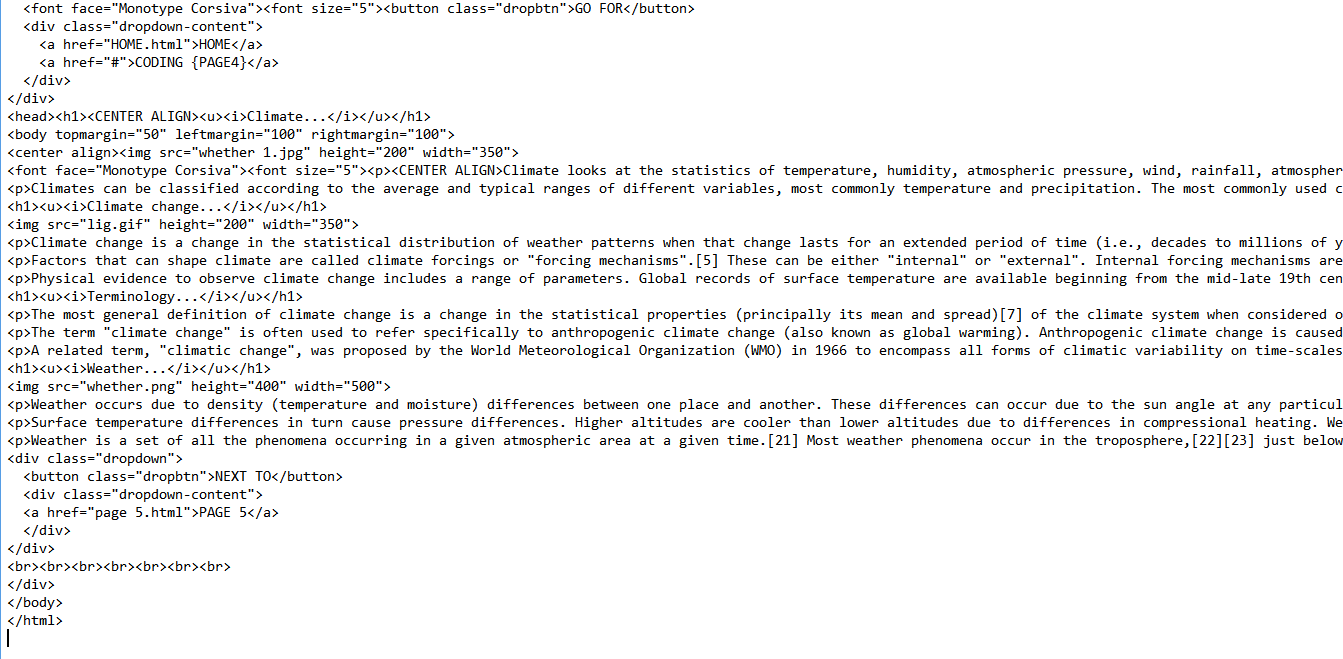 <font face="Monotype Corsiva"><font size="5"><button class="dropbtn">GO FOR</button>
<div class="dropdown-content">
<a href="HOME.html">HOME</a>
<a href="#">CODING {PAGE4}</a>
</div>
</div>
<head><h1><CENTER ALIGN><u><i>Climate...</i></u></h1>
<body topmargin="50" leftmargin="100" rightmargin="100">
<center align><img src="whether 1.jpg" height="200" width="350">
<font face="Monotype Corsiva"><font size="5"><p><CENTER ALIGN>Climate looks at the statistics of temperature, humidity, atmospheric pressure, wind, rainfall, atmospher
<p>Climates can be classified according to the average and typical ranges of different variables, most commonly temperature and precipitation. The most commonly used c
<h1><u><i>Climate change...</i></u></h1>
<img src="lig.gif" height="200" width="350">
<p>Climate change is a change in the statistical distribution of weather patterns when that change lasts for an extended period of time (i.e., decades to millions of y
<p>Factors that can shape climate are called climate forcings or "forcing mechanisms".[5] These can be either "internal" or "external". Internal forcing mechanisms are
<p>Physical evidence to observe climate change includes a range of parameters. Global records of surface temperature are available beginning from the mid-late 19th cen
<h1><u><i>Terminology...</i></u></h1>
<p>The most general definition of climate change is a change in the statistical properties (principally its mean and spread)[7] of the climate system when considered o
<p>The term "climate change" is often used to refer specifically to anthropogenic climate change (also known as global warming). Anthropogenic climate change is caused
<p>A related term, "climatic change", was proposed by the World Meteorological Organization (WMO) in 1966 to encompass all forms of climatic variability on time-scales
<h1><u><i>Weather...</i></u></h1>
<img src="whether.png" height="400" width="500">
<p>Weather occurs due to density (temperature and moisture) differences between one place and another. These differences can occur due to the sun angle at any particul
<p>Surface temperature differences in turn cause pressure differences. Higher altitudes are cooler than lower altitudes due to differences in compressional heating. We
<p>Weather is a set of all the phenomena occurring in a given atmospheric area at a given time.[21] Most weather phenomena occur in the troposphere,[22][23] just below
<div class="dropdown">
<button class="dropbtn">NEXT TO</button>
<div class="dropdown-content">
<a href="page 5.html">PAGE 5</a>
</div>
</div>
<br><br><br><br><br><br><br>
</div>
</body>
</html>